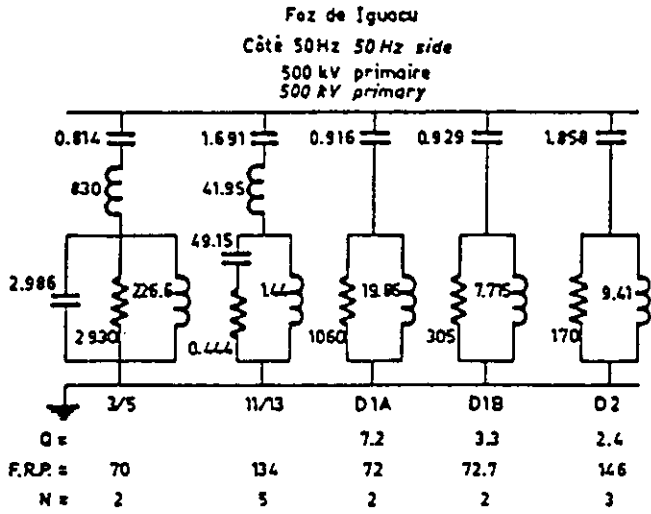 Foz de Iguacu
Côté 50Hz 50Hz side
500 kV primaire
500 kV primary
0.814 1.691 0.916 0.929 1.858
830 41.95
49.15
2.986 226.6 1.44 19.86 7.715 9.41
2930 0.444 1060 305 170
3/5 11/13 D1A D1B D2
Q = 7.2 3.3 2.4
F.R.P. = 70 134 72 72.7 146
N = 2 5 2 2 3